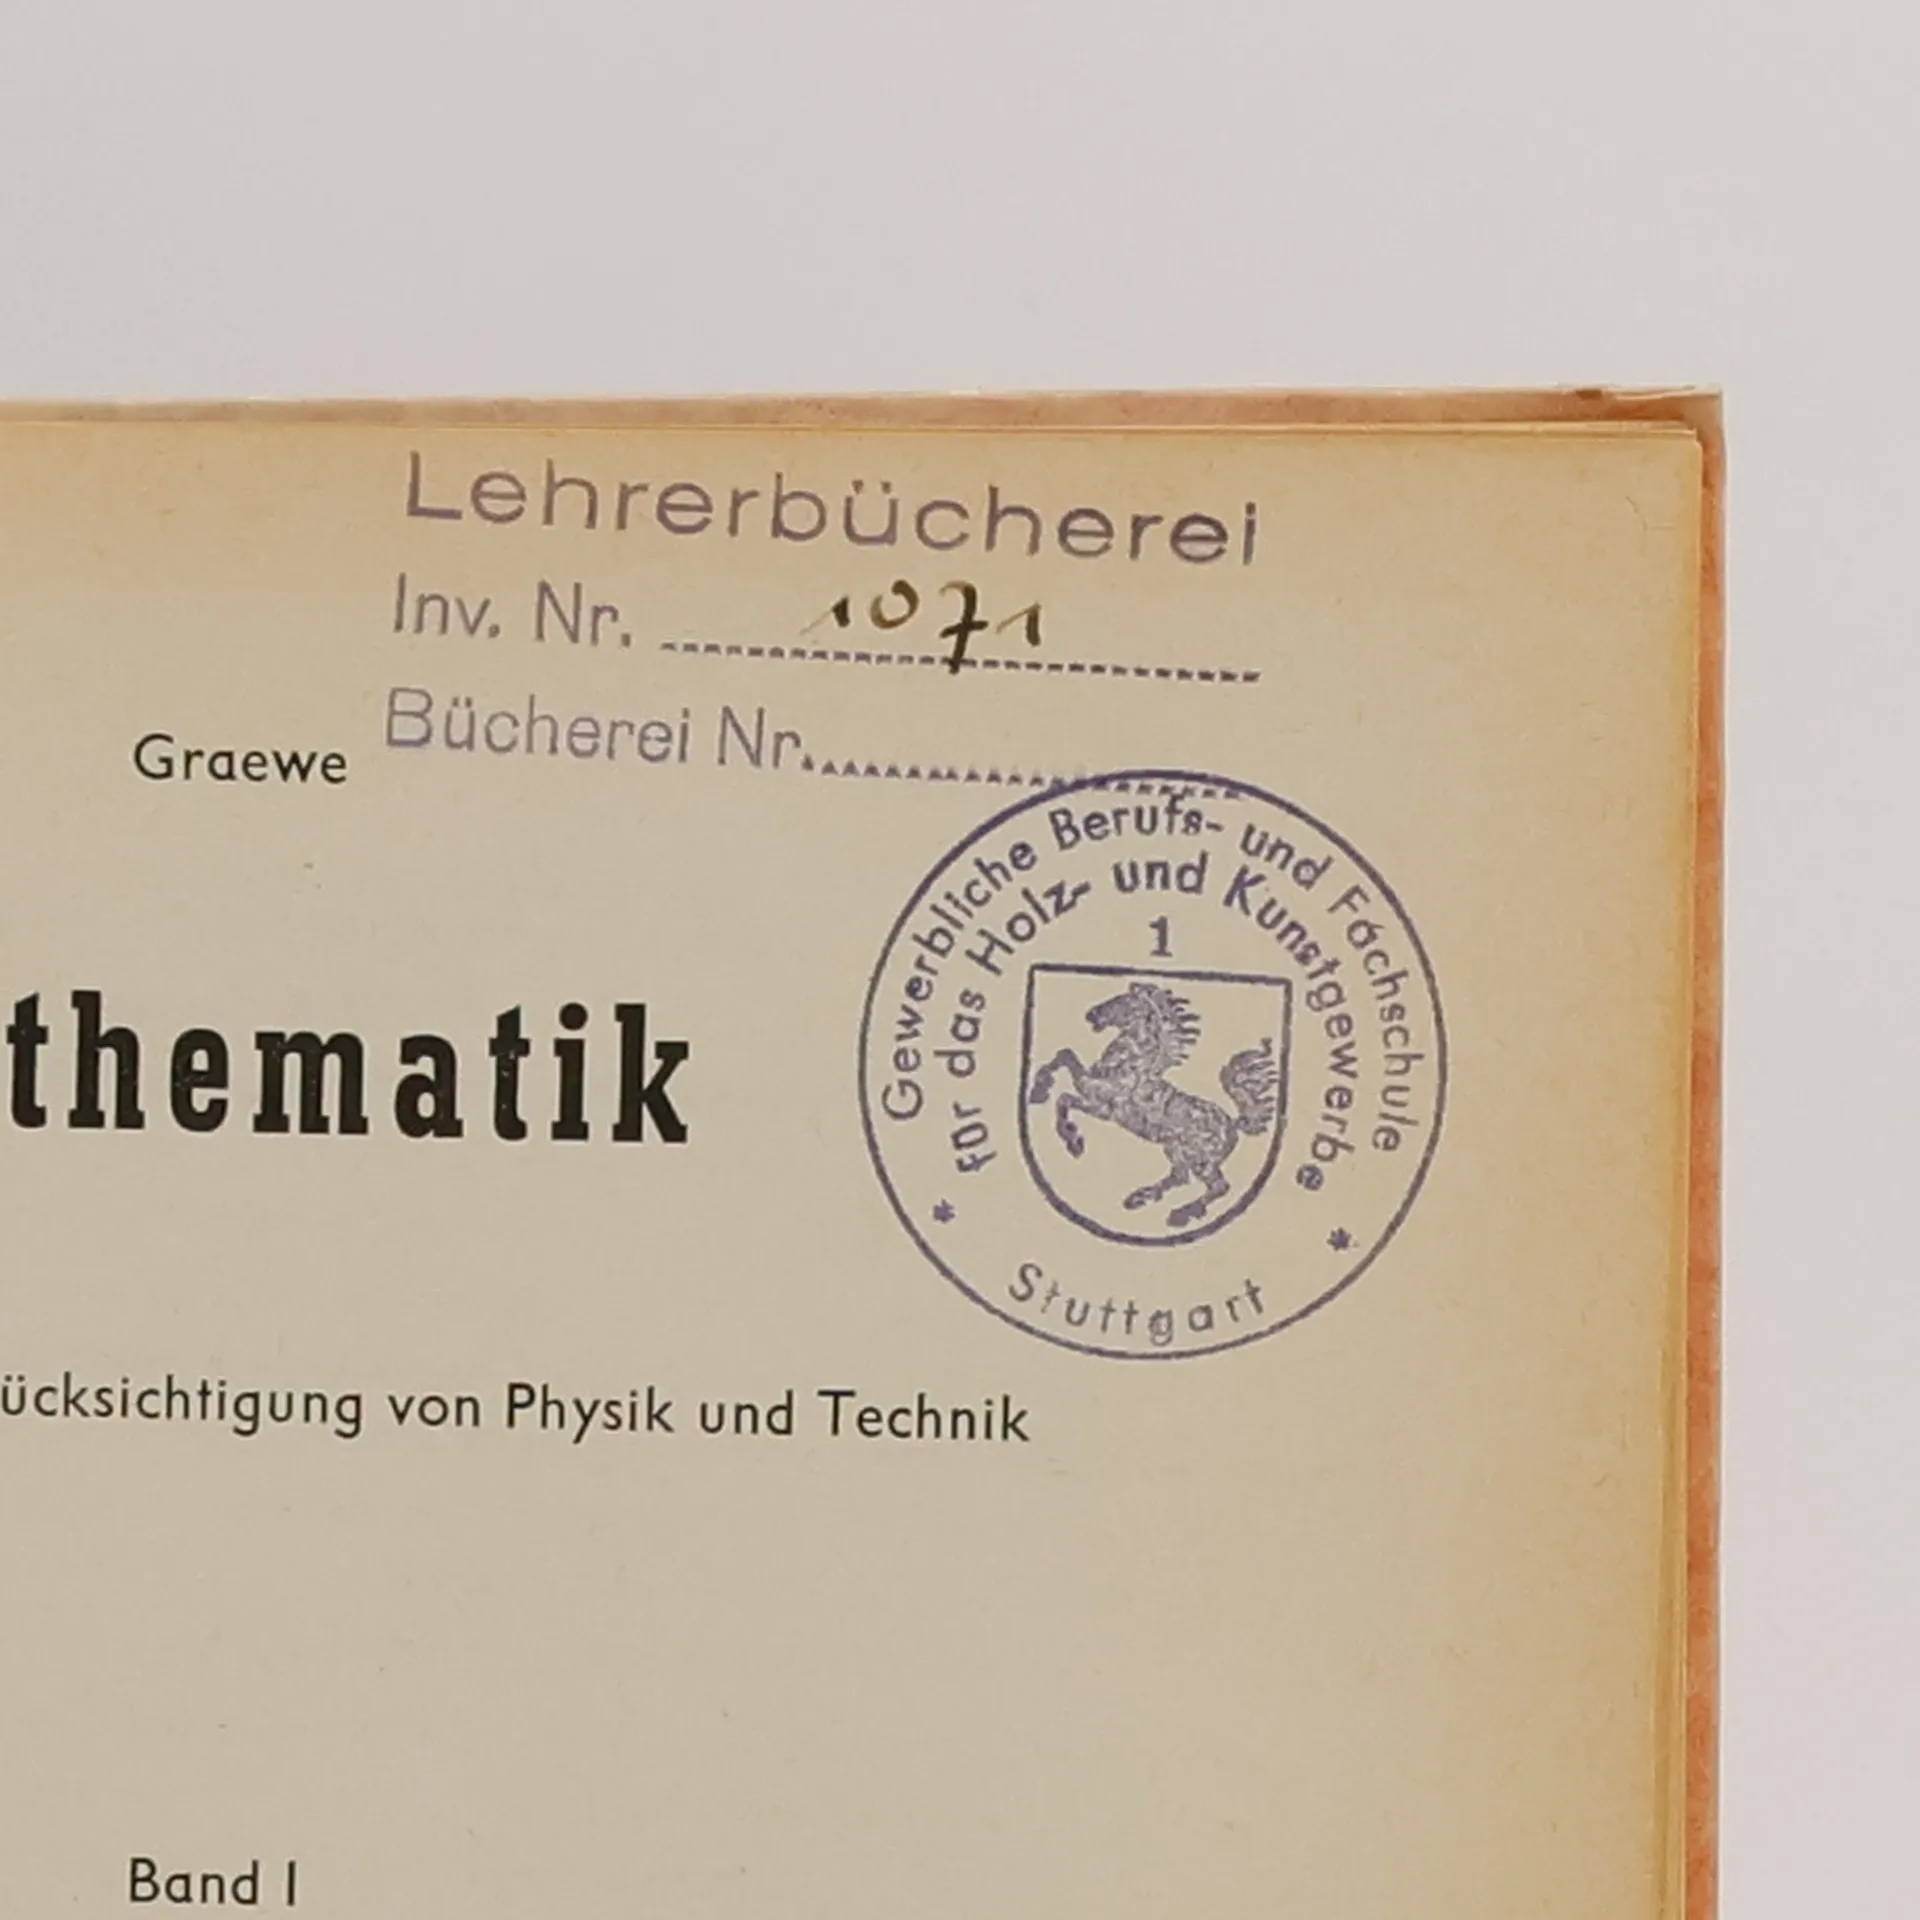 Lehrerbücherei
Inv. Nr. 1071
Bücherei Nr.
Graewe
Gewerbliche Berufs- und Fachschule
für das Holz- und Kunstgewerbe
1
* Stuttgart *
thematik
ücksichtigung von Physik und Technik
Band I